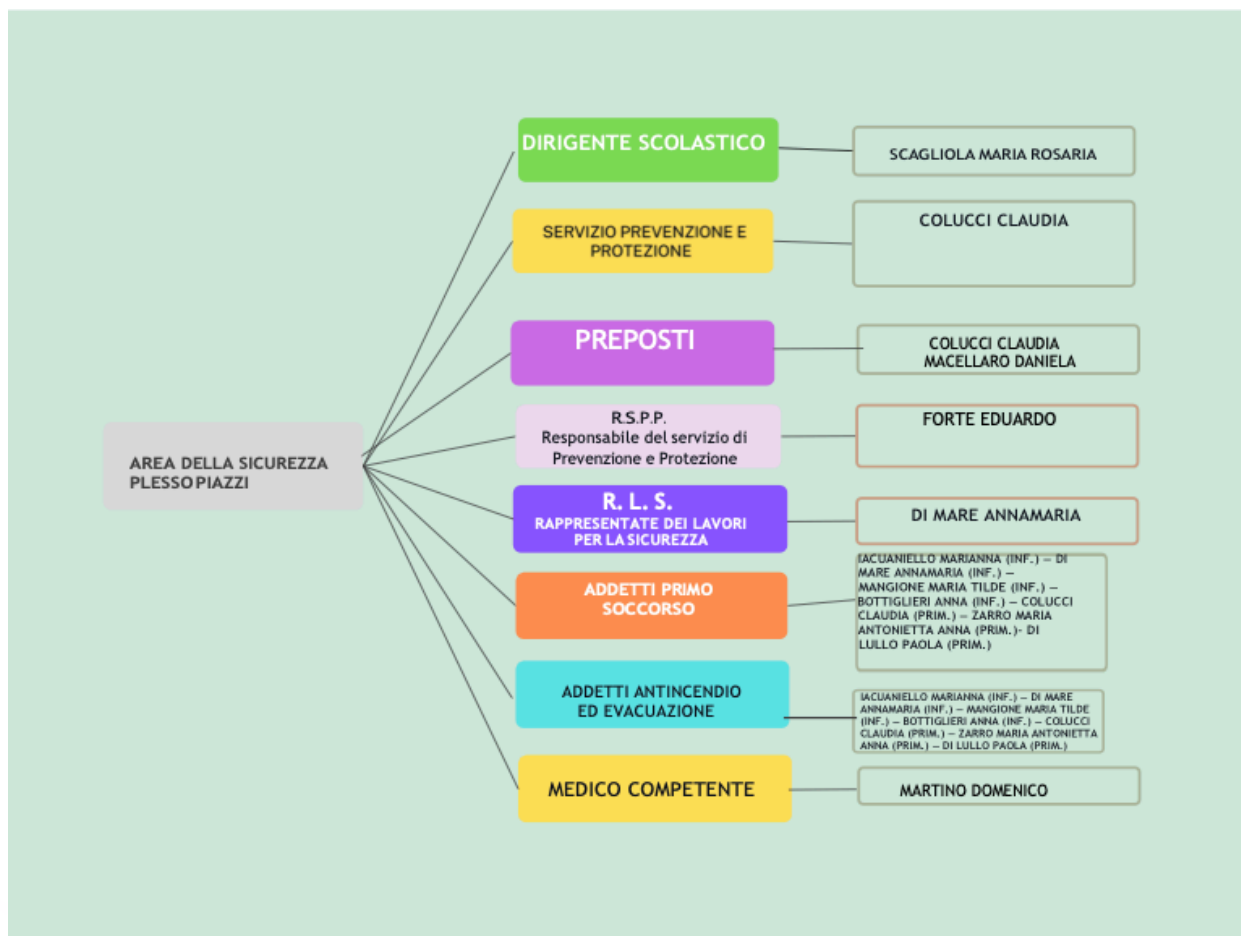 DIRIGENTE SCOLASTICO
SCAGLIOLA MARIA ROSARIA
SERVIZIO PREVENZIONE E
PROTEZIONE
COLUCCI CLAUDIA
PREPOSTI
COLUCCI CLAUDIA
MACELLARO DANIELA
R.S.P.P.
Responsabile del servizio di
Prevenzione e Protezione
FORTE EDUARDO
AREA DELLA SICUREZZA
PLESSO PIAZZI
R. L. S.
RAPPRESENTATE DEI LAVORI
PER LA SICUREZZA
DI MARE ANNAMARIA
ADDETTI PRIMO
SOCCORSO
IACUANIELLO MARIANNA (INF.) – DI
MARE ANNAMARIA (INF.) –
MANGIONE MARIA TILDE (INF.) –
BOTTIGLIERI ANNA (INF.) – COLUCCI
CLAUDIA (PRIM.) – ZARRO MARIA
ANTONIETTA ANNA (PRIM.)- DI
LULLO PAOLA (PRIM.)
ADDETTI ANTINCENDIO
ED EVACUAZIONE
IACUANIELLO MARIANNA (INF.) – DI MARE
ANNAMARIA (INF.) – MANGIONE MARIA TILDE
(INF.) – BOTTIGLIERI ANNA (INF.) – COLUCCI
CLAUDIA (PRIM.) – ZARRO MARIA ANTONIETTA
ANNA (PRIM.) – DI LULLO PAOLA (PRIM.)
MEDICO COMPETENTE
MARTINO DOMENICO